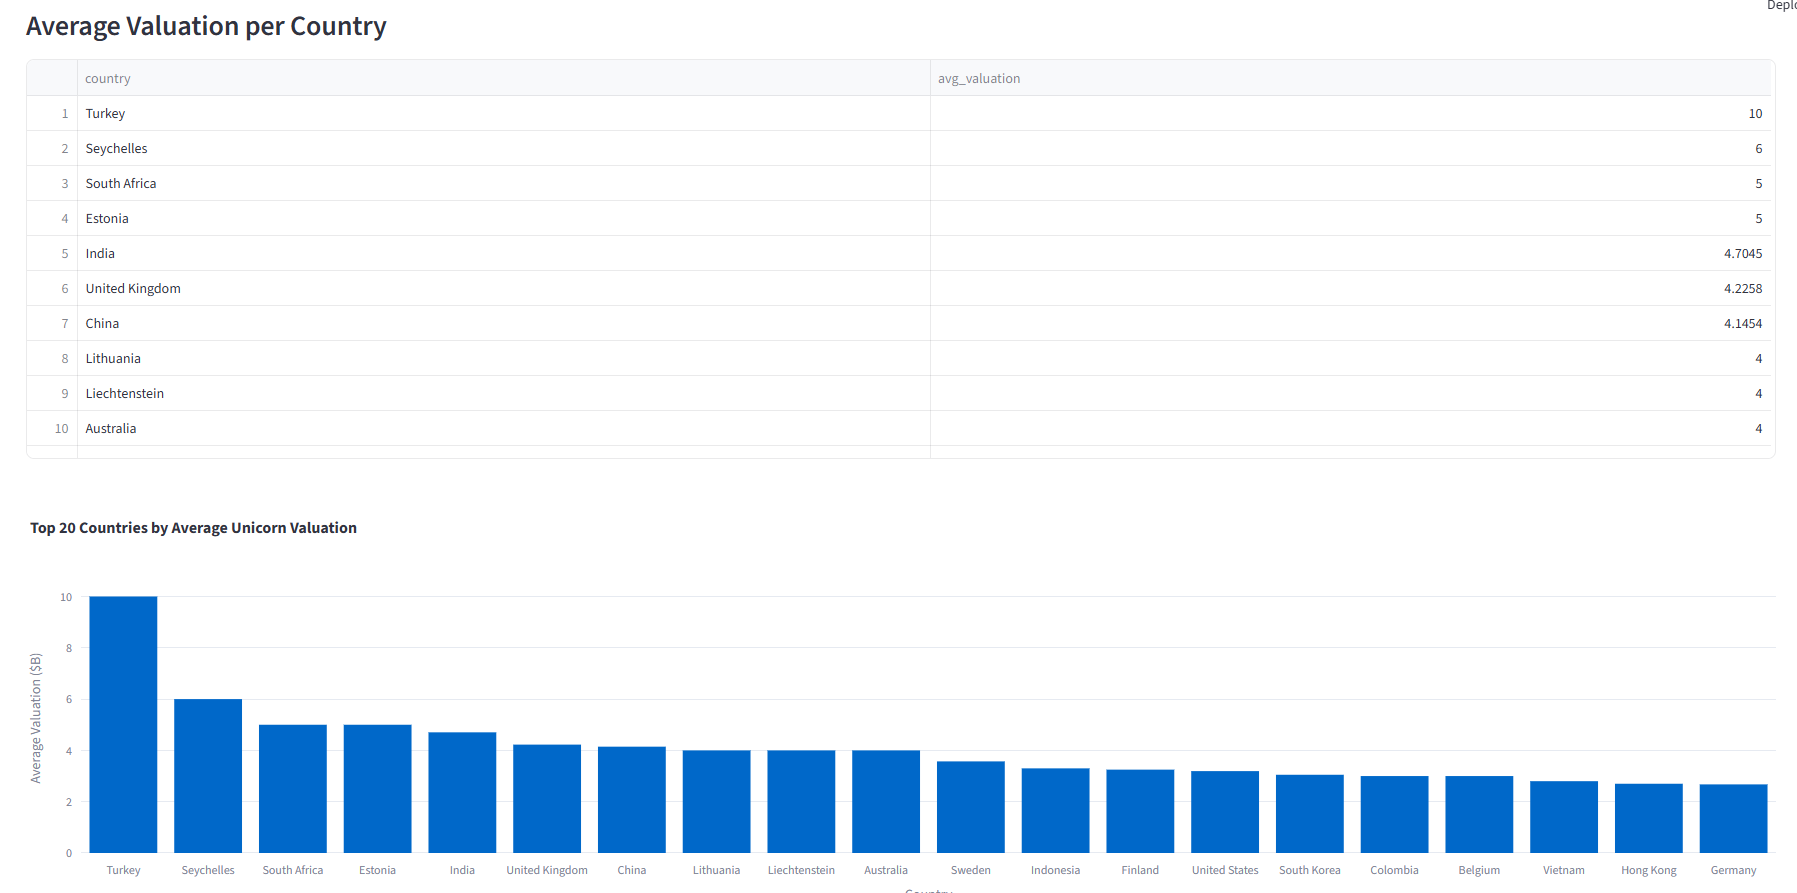 Average Valuation per Country
country avg_valuation
1 Turkey 10
2 Seychelles 6
3 South Africa 5
4 Estonia 5
5 India 4.7045
6 United Kingdom 4.2258
7 China 4.1454
8 Lithuania 4
9 Liechtenstein 4
10 Australia 4
Top 20 Countries by Average Unicorn Valuation
Average Valuation ($B)
10
8
6
4
2
0
Turkey Seychelles South Africa Estonia India United Kingdom China Lithuania Liechtenstein Australia Sweden Indonesia Finland United States South Korea Colombia Belgium Vietnam Hong Kong Germany